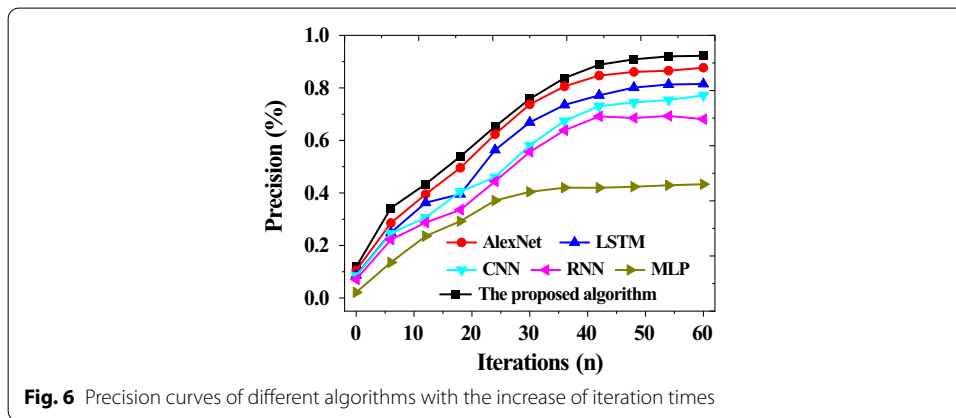 1.0
0.8
0.6
0.4
0.2
0.0
Precision (%)
AlexNet LSTM
CNN RNN MLP
The proposed algorithm
0 10 20 30 40 50 60
Iterations (n)
Fig. 6 Precision curves of different algorithms with the increase of iteration times